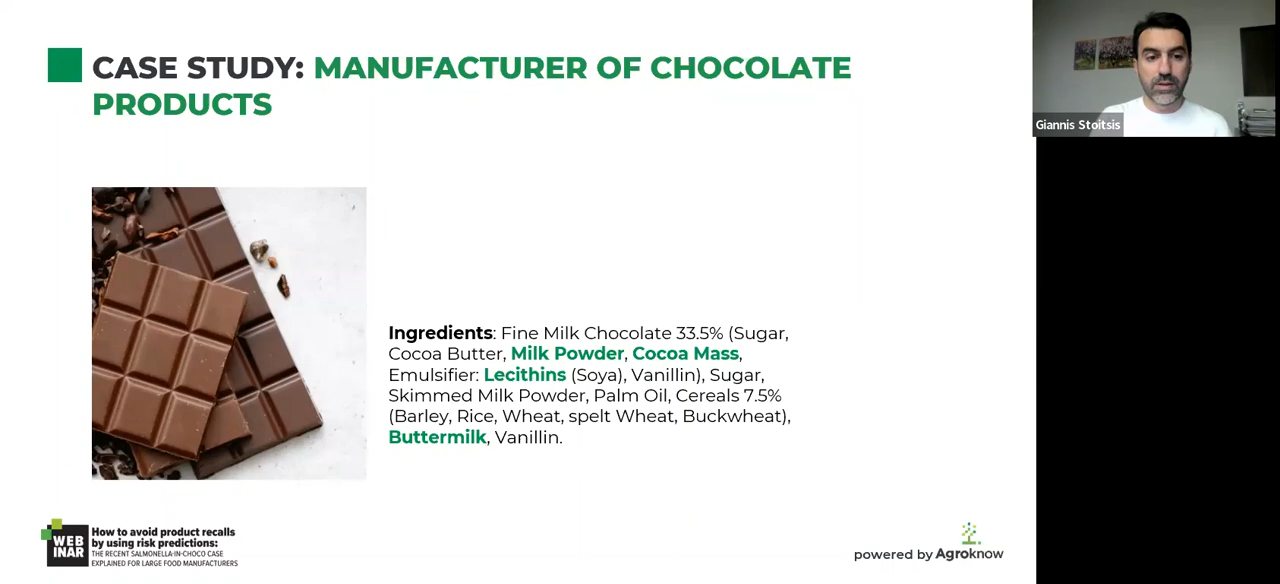 CASE STUDY: MANUFACTURER OF CHOCOLATE
PRODUCTS
Giannis Stoitsis
Ingredients: Fine Milk Chocolate 33.5% (Sugar,
Cocoa Butter, Milk Powder, Cocoa Mass,
Emulsifier: Lecithins (Soya), Vanillin), Sugar,
Skimmed Milk Powder, Palm Oil, Cereals 7.5%
(Barley, Rice, Wheat, spelt Wheat, Buckwheat),
Buttermilk, Vanillin.
WEB
INAR
How to avoid product recalls
by using risk predictions:
THE RECENT SALMONELLA-IN-CHOCO CASE
EXPLAINED FOR LARGE FOOD MANUFACTURERS
powered by Agroknow